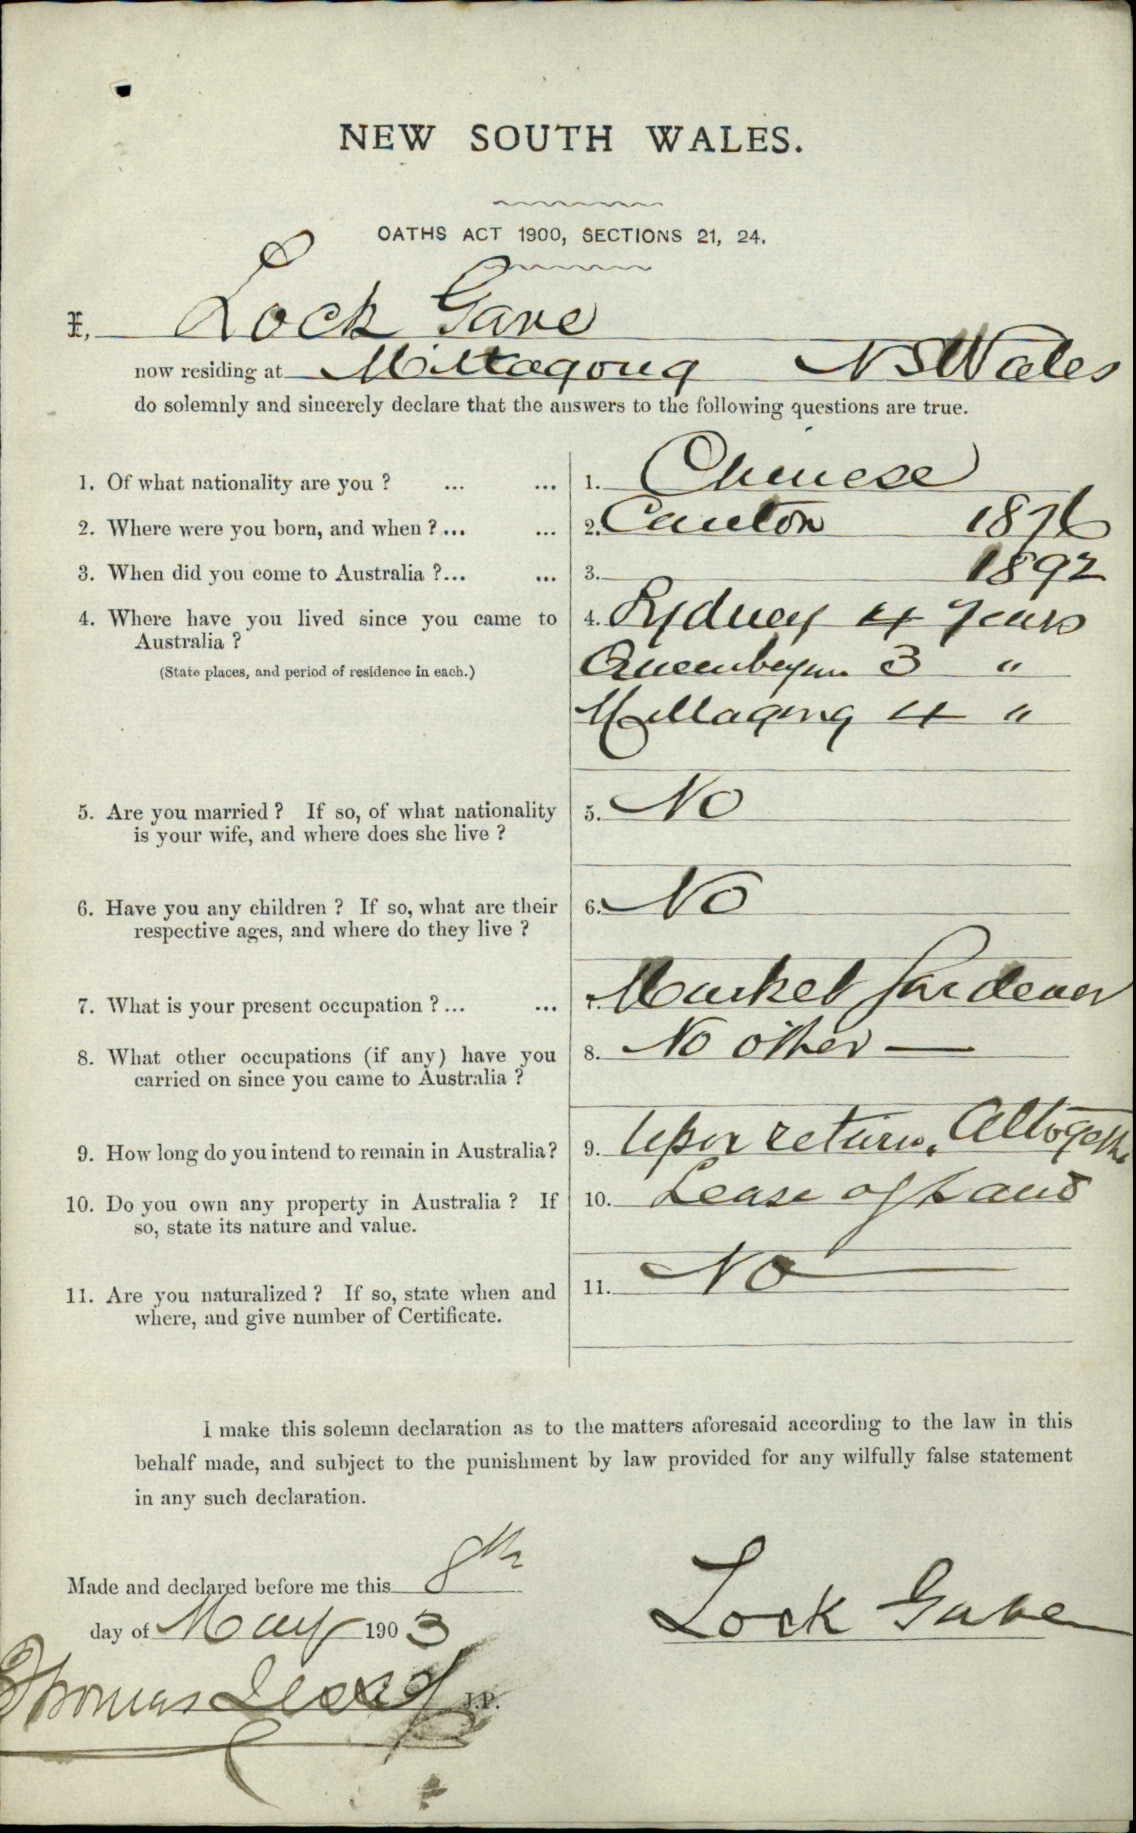 NEW SOUTH WALES.
OATHS ACT 1900, SECTIONS 21, 24.
I, Lock Gave
now residing at Mittagong N S Wales
do solemnly and sincerely declare that the answers to the following questions are true.
1. Of what nationality are you ? ... ... 1. Chinese
2. Where were you born, and when ? ... ... 2. Canton 1876
3. When did you come to Australia ?... ... 3. 1892
4. Where have you lived since you came to 4. Sydney 4 years
Australia ?
(State places, and period of residence in each.) 3 "
Mittagong 4 "
5. Are you married ? If so, of what nationality 5. No
is your wife, and where does she live ?
6. Have you any children ? If so, what are their 6. No
respective ages, and where do they live ?
7. What is your present occupation ? ... ... 7. Market Gardener
8. What other occupations (if any) have you 8. No other —
carried on since you came to Australia ?
9. How long do you intend to remain in Australia? 9. Upon return. Altogethe
10. Do you own any property in Australia ? If 10. Lease of Land
so, state its nature and value.
11. Are you naturalized ? If so, state when and 11. No
where, and give number of Certificate.
I make this solemn declaration as to the matters aforesaid according to the law in this
behalf made, and subject to the punishment by law provided for any wilfully false statement
in any such declaration.
Made and declared before me this 8th
day of May 1903
Lock Gave
Thomas J.P.